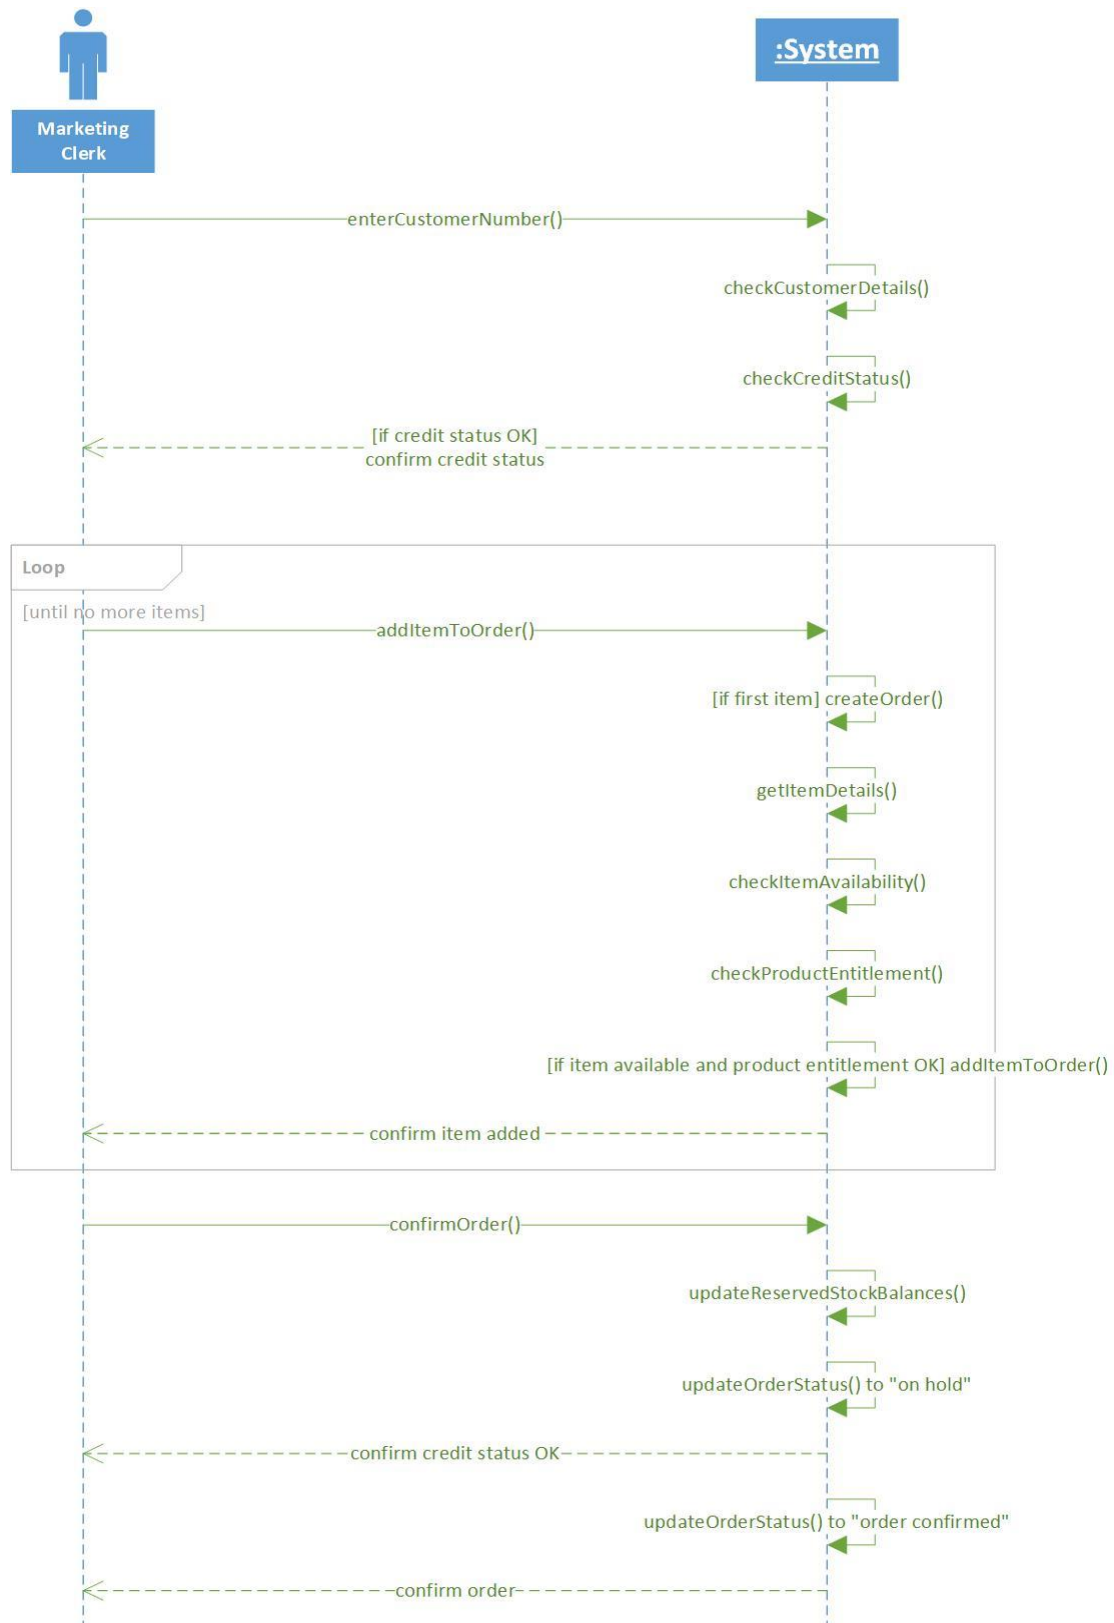 :System
Marketing
Clerk
enterCustomerNumber()
checkCustomerDetails()
checkCreditStatus()
[if credit status OK]
confirm credit status
Loop
[until no more items]
addItemToOrder()
[if first item] createOrder()
getItemDetails()
checkItemAvailability()
checkProductEntitlement()
[if item available and product entitlement OK] addItemToOrder()
confirm item added
confirmOrder()
updateReservedStockBalances()
updateOrderStatus() to "on hold"
confirm credit status OK
updateOrderStatus() to "order confirmed"
confirm order